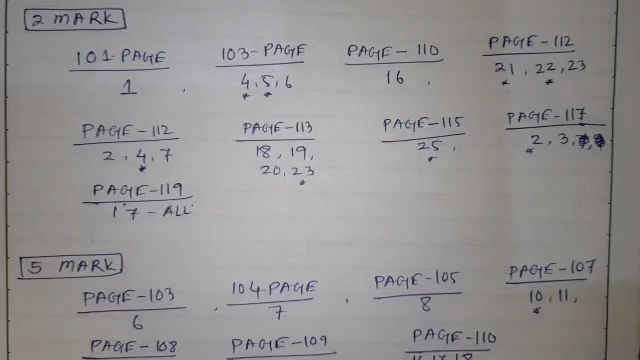 2 MARK
101-PAGE 103-PAGE PAGE-110 PAGE-112
1, 4, 5, 6 16, 21, 22, 23
PAGE-112 PAGE-113 PAGE-115 PAGE-117
2, 4, 7 18, 19, 25, 2, 3,
20, 23
PAGE-119
17-ALL
5 MARK
PAGE-103 104-PAGE PAGE-105 PAGE-107
6, 7, 8 10, 11,
PAGE-108 PAGE-109 PAGE-110